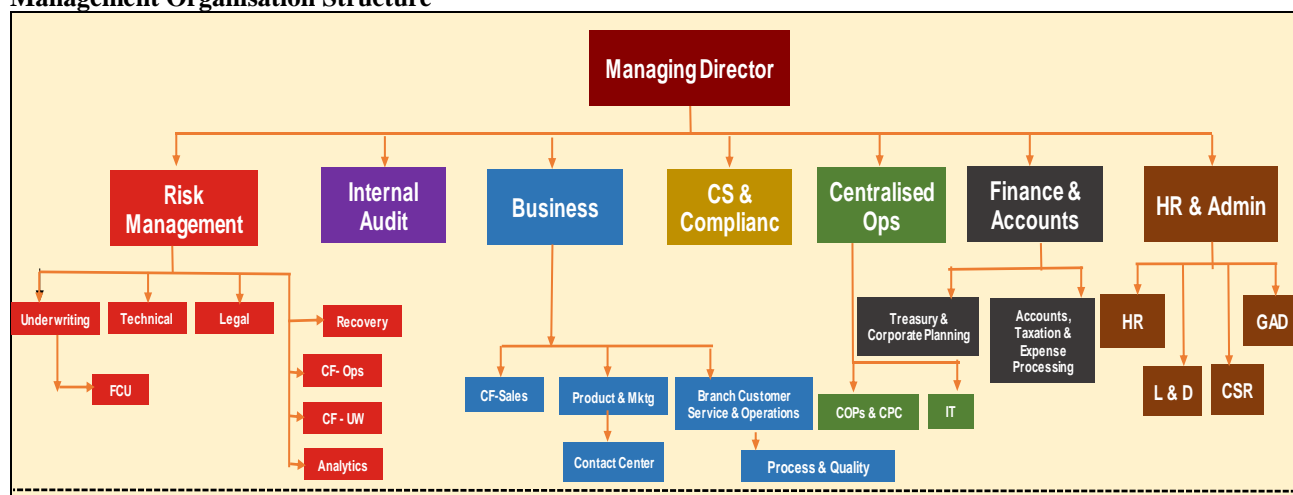 Management Organisation Structure
Managing Director
Risk
Management
Internal
Audit
Business
CS &
Complianc
Centralised
Ops
Finance &
Accounts
HR & Admin
Underwriting
Technical
Legal
Recovery
FCU
CF- Ops
CF - UW
Analytics
CF-Sales
Product & Mktg
Branch Customer
Service & Operations
Contact Center
Process & Quality
COPs & CPC
IT
Treasury &
Corporate Planning
Accounts,
Taxation &
Expense
Processing
HR
GAD
L & D
CSR